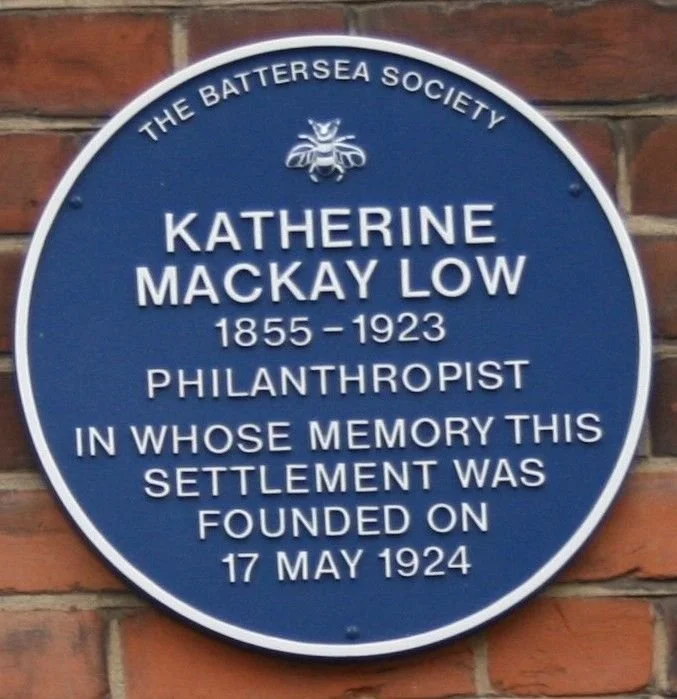 THE BATTERSEA SOCIETY
KATHERINE
MACKAY LOW
1855 – 1923
PHILANTHROPIST
IN WHOSE MEMORY THIS
SETTLEMENT WAS
FOUNDED ON
17 MAY 1924